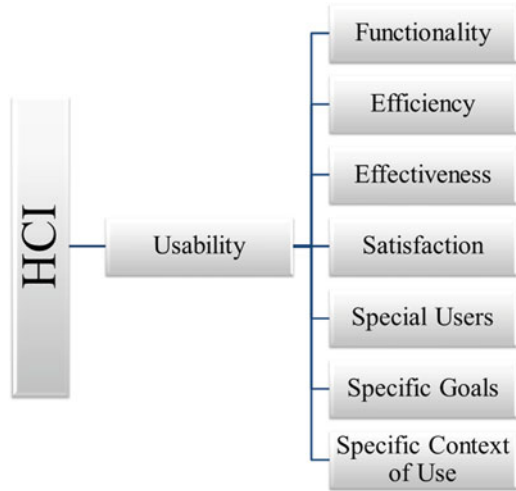 HCI
Usability
Functionality
Efficiency
Effectiveness
Satisfaction
Special Users
Specific Goals
Specific Context
of Use